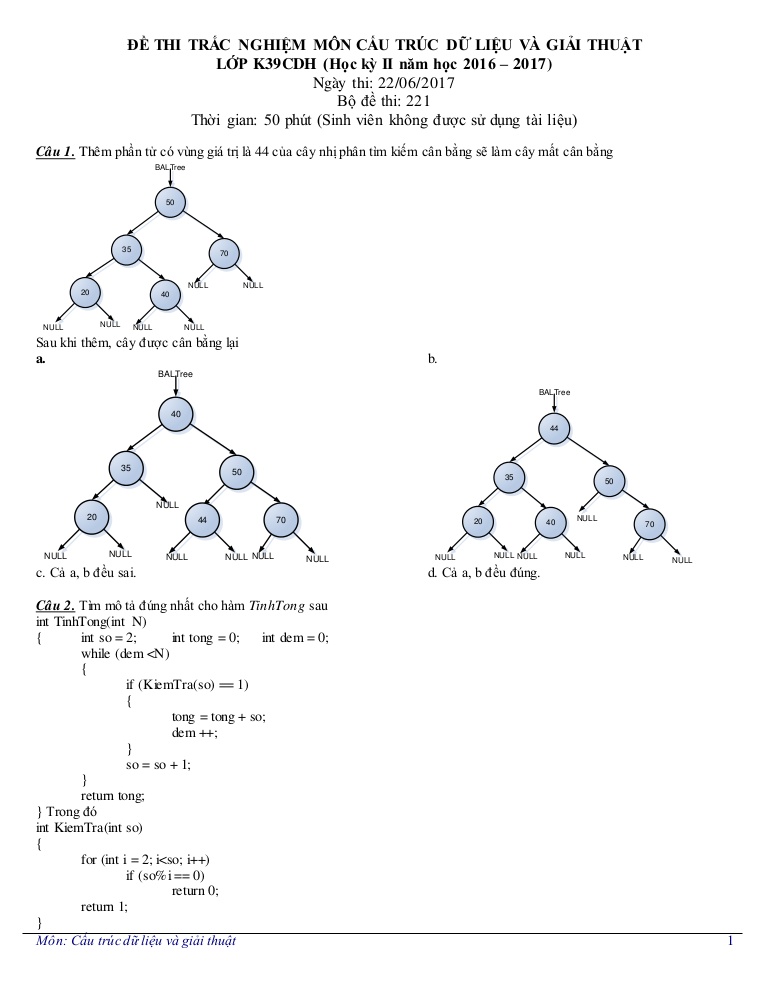 ĐỀ THI TRẮC NGHIỆM MÔN CẤU TRÚC DỮ LIỆU VÀ GIẢI THUẬT
LỚP K39CDH (Học kỳ II năm học 2016 – 2017)
Ngày thi: 22/06/2017
Bộ đề thi: 221
Thời gian: 50 phút (Sinh viên không được sử dụng tài liệu)
Câu 1. Thêm phần tử có vùng giá trị là 44 của cây nhị phân tìm kiếm cân bằng sẽ làm cây mất cân bằng
BALTree
50
35 70
NULL NULL
20 40
NULL NULL NULL NULL
Sau khi thêm, cây được cân bằng lại
a. b.
BALTree
40
35 50
NULL
20 44 70
NULL NULL NULL NULL NULL NULL
BALTree
44
35 50
NULL
20 40 70
NULL NULL NULL NULL NULL NULL
c. Cả a, b đều sai. d. Cả a, b đều đúng.
Câu 2. Tìm mô tả đúng nhất cho hàm TinhTong sau
int TinhTong(int N)
{ int so = 2; int tong = 0; int dem = 0;
while (dem <N)
{
if (KiemTra(so) == 1)
{
tong = tong + so;
dem ++;
}
so = so + 1;
}
return tong;
} Trong đó
int KiemTra(int so)
{
for (int i = 2; i<so; i++)
if (so%i == 0)
return 0;
return 1;
}
Môn: Cấu trúc dữ liệu và giải thuật 1